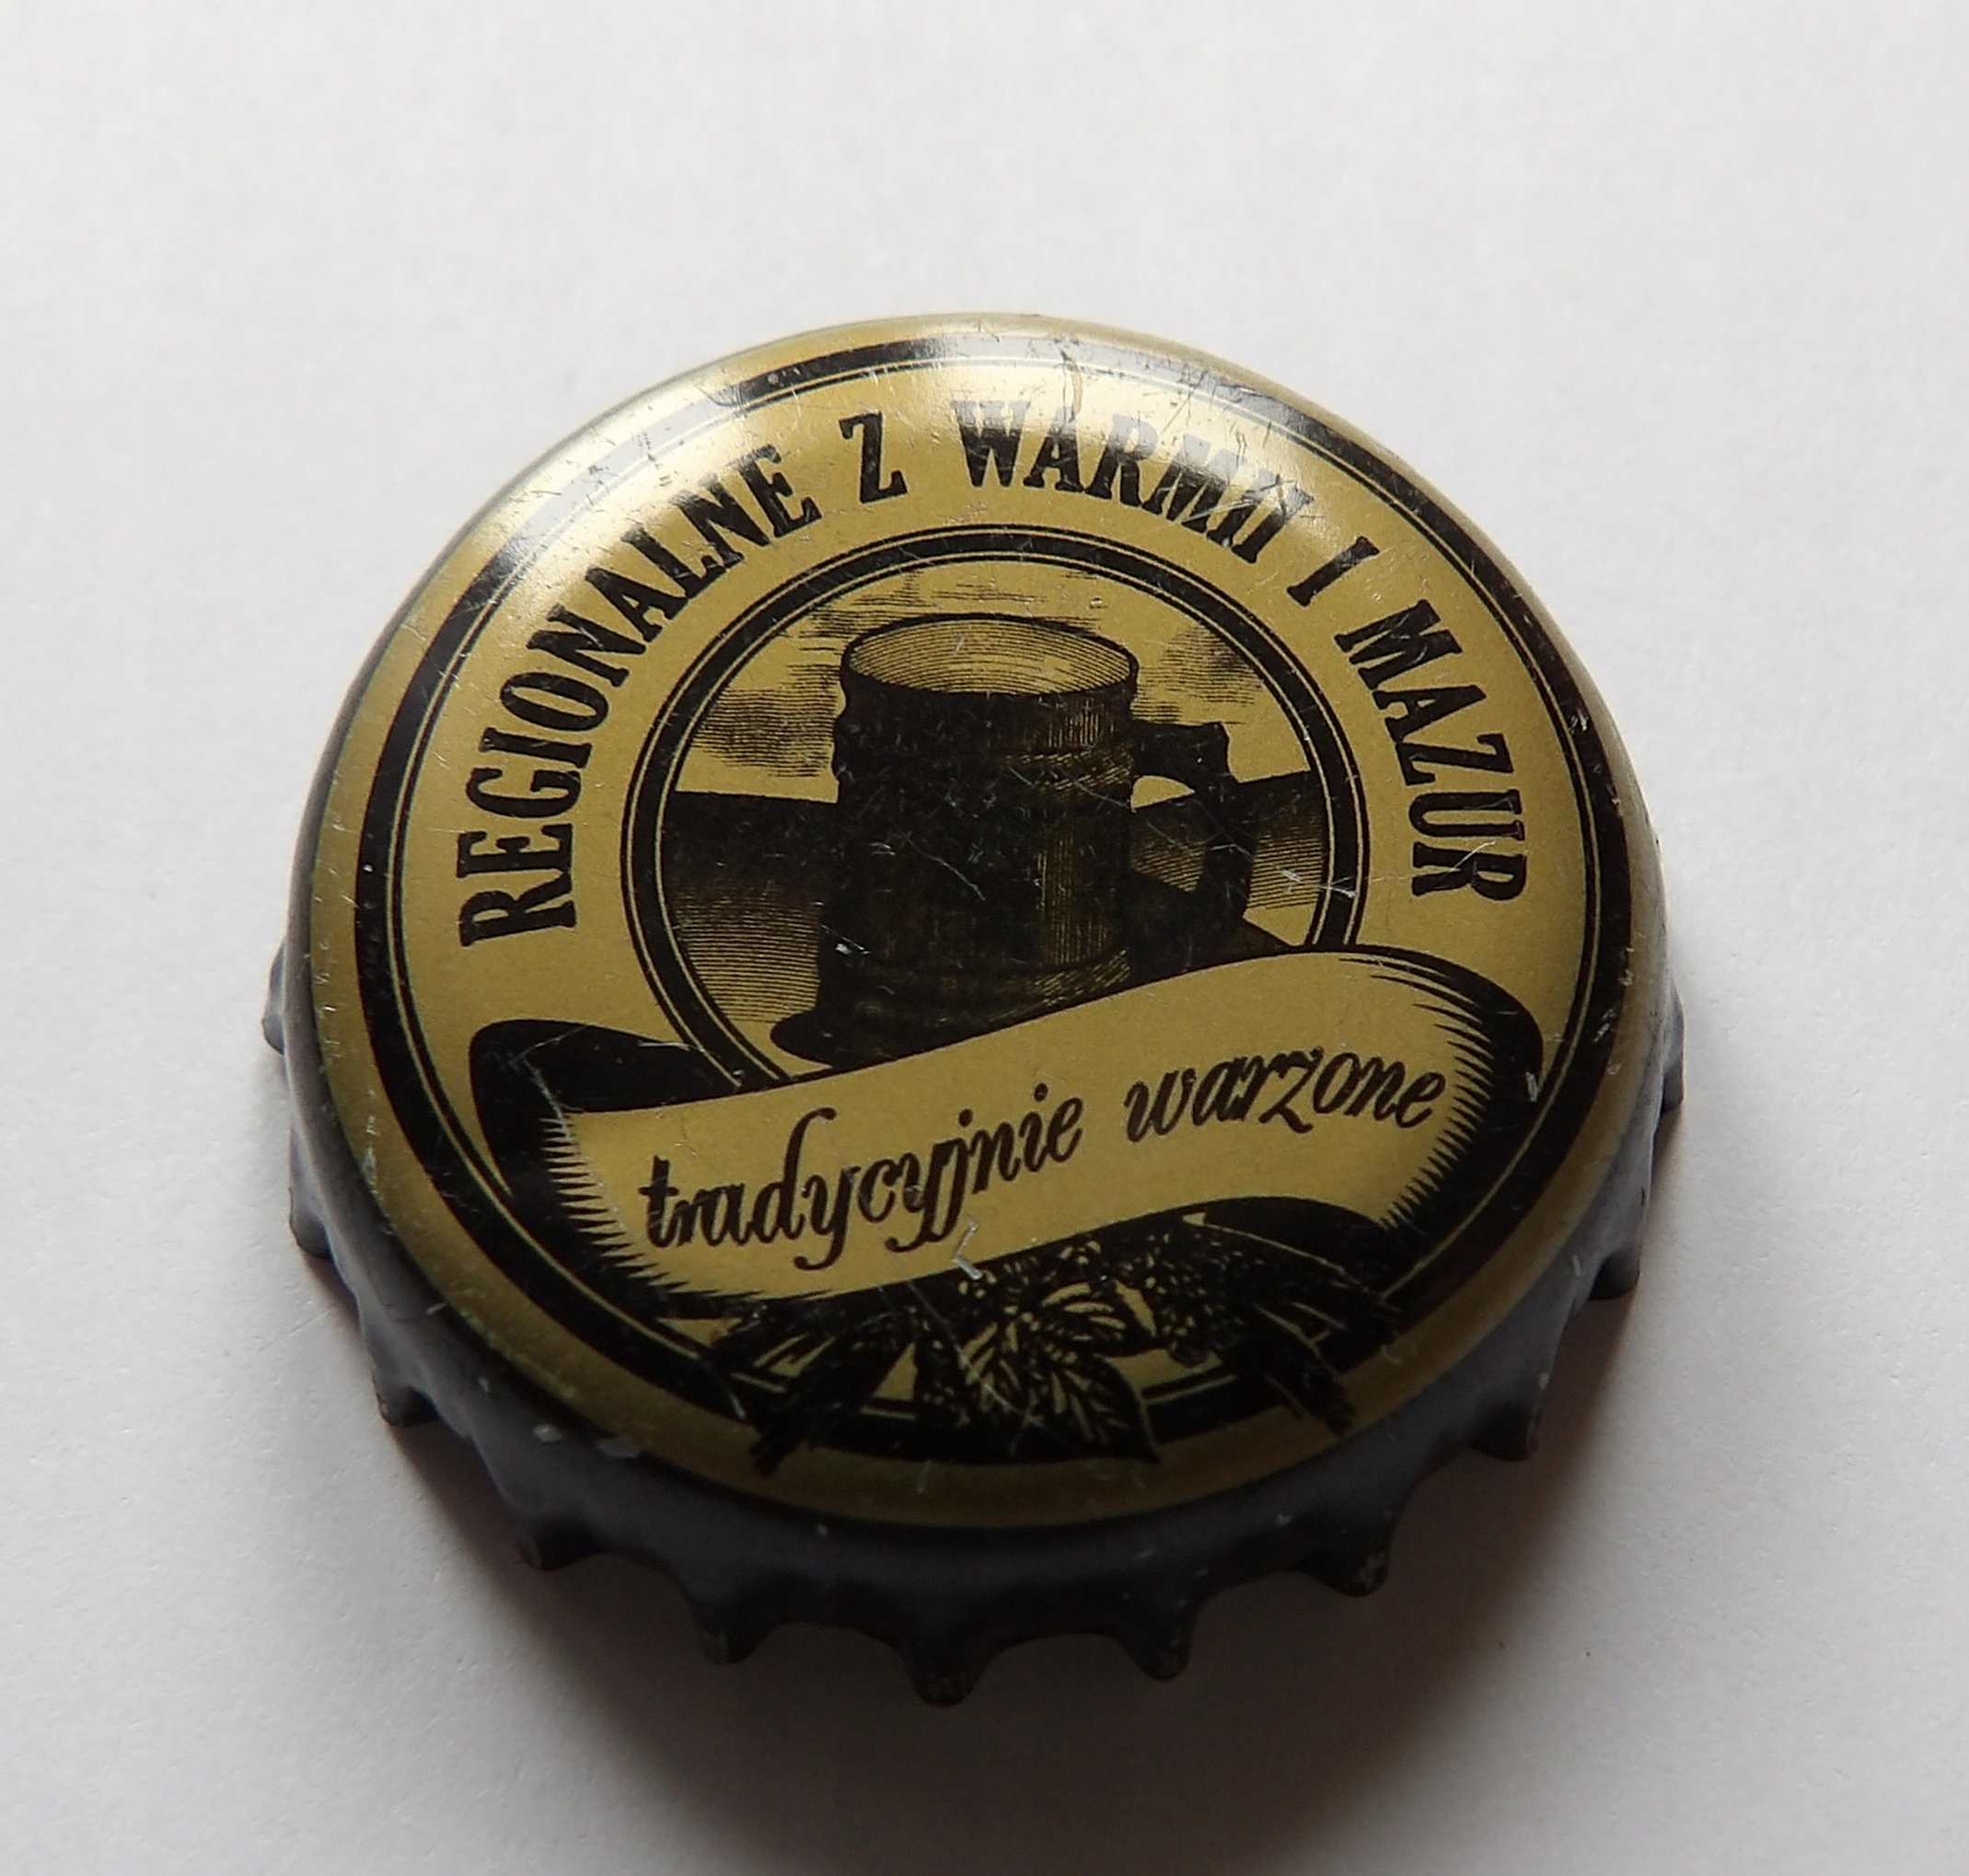 REGIONALNE Z WARMII I MAZUR
tradycyjnie warzone